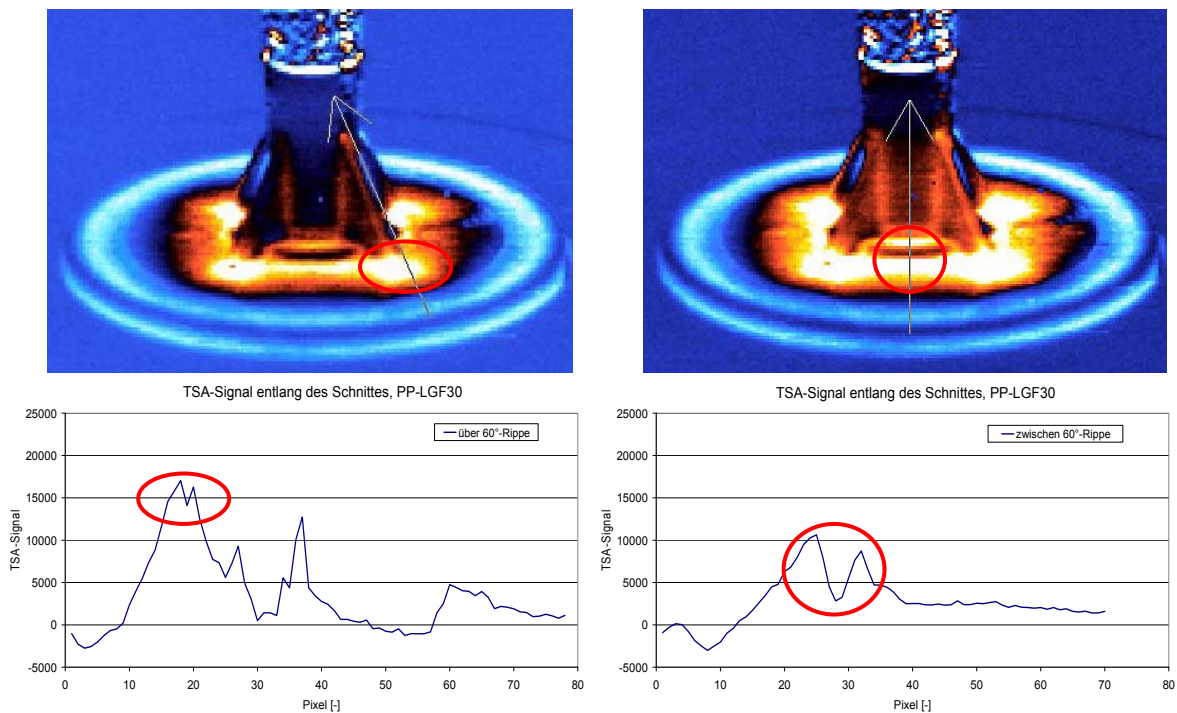 TSA-Signal entlang des Schnittes, PP-LGF30
25000
20000
15000
10000
5000
0
-5000
TSA-Signal
über 60°-Rippe
0 10 20 30 40 50 60 70 80
Pixel [-]
TSA-Signal entlang des Schnittes, PP-LGF30
25000
20000
15000
10000
5000
0
-5000
TSA-Signal
zwischen 60°-Rippe
0 10 20 30 40 50 60 70 80
Pixel [-]